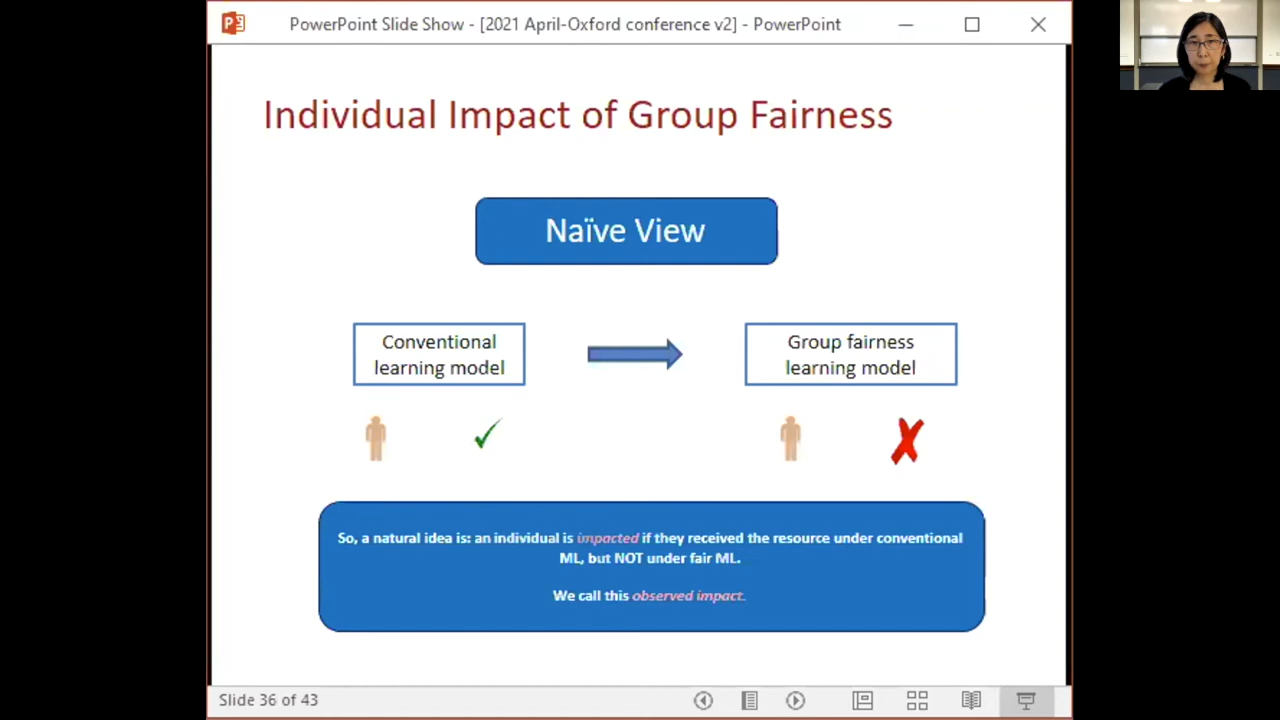 PowerPoint Slide Show - [2021 April-Oxford conference v2] - PowerPoint
Individual Impact of Group Fairness
Naïve View
Conventional
learning model
Group fairness
learning model
So, a natural idea is: an individual is impacted if they received the resource under conventional
ML, but NOT under fair ML.
We call this observed impact.
Slide 36 of 43